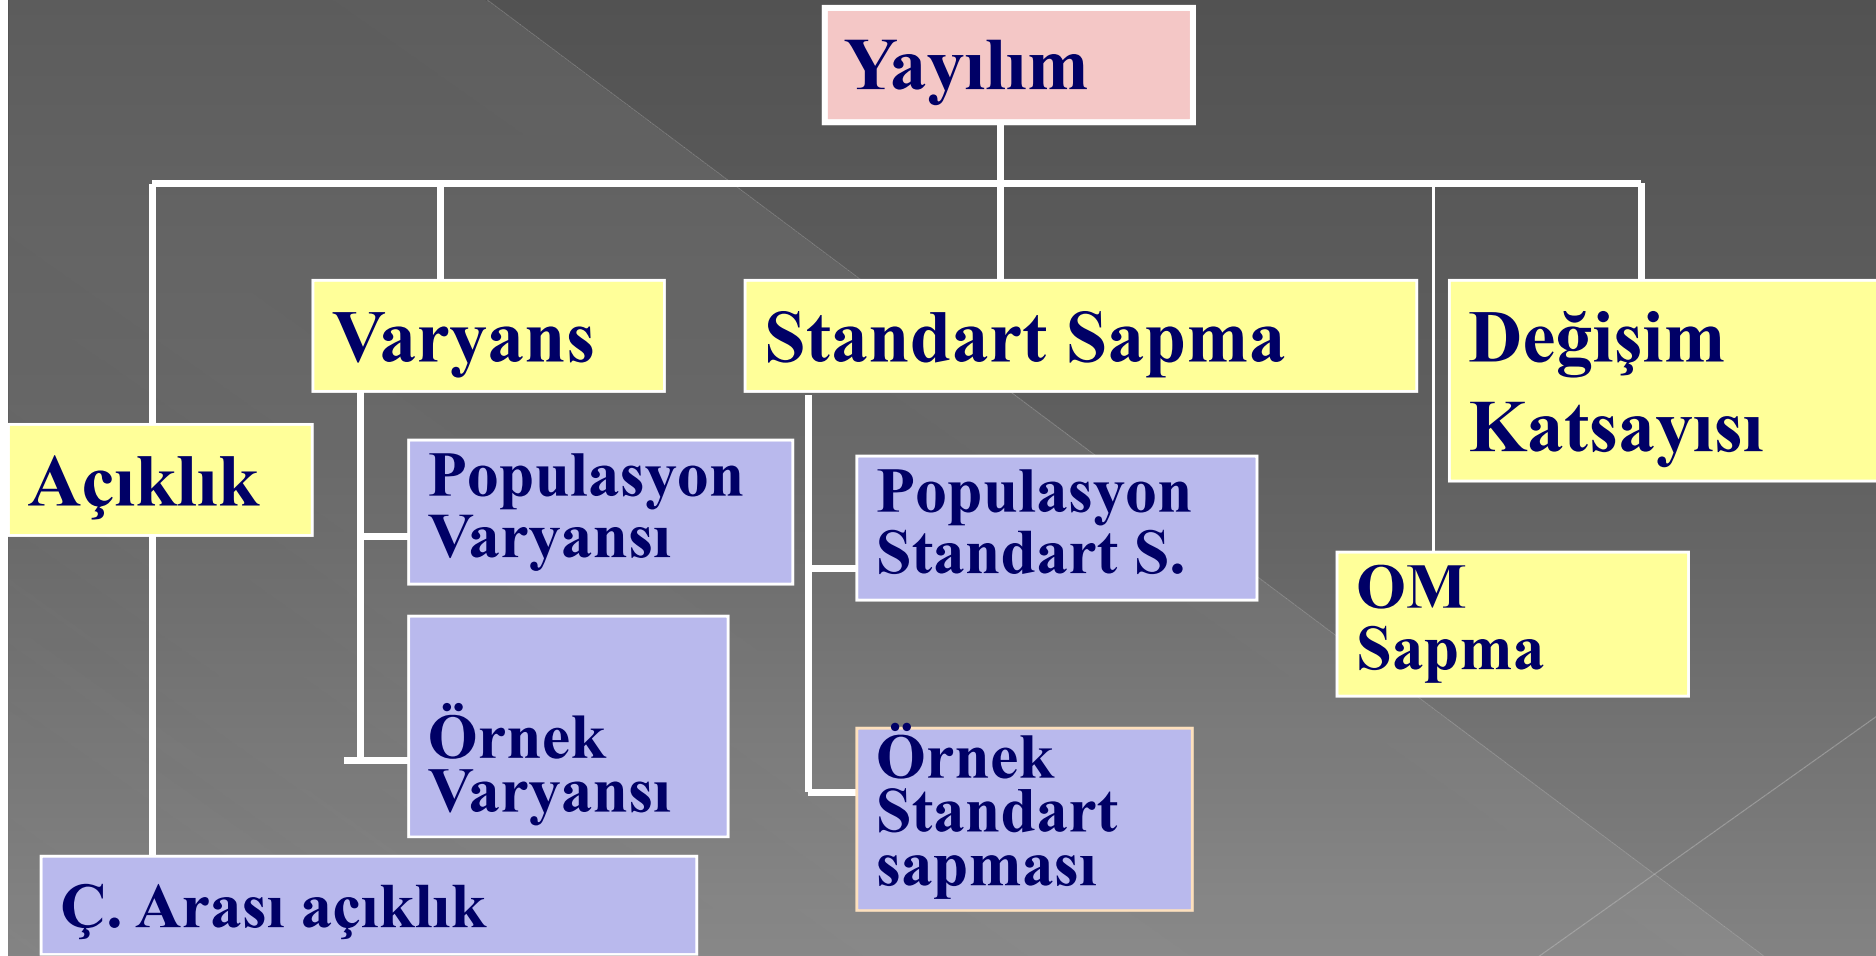 Yayılım
Varyans
Standart Sapma
Değişim
Katsayısı
Açıklık
Populasyon
Varyansı
Populasyon
Standart S.
OM
Sapma
Örnek
Varyansı
Örnek
Standart
sapması
Ç. Arası açıklık